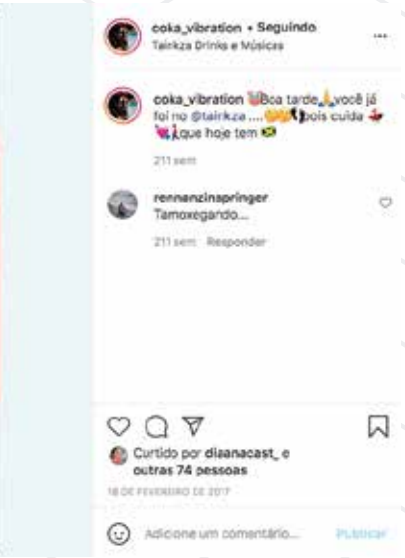 coka_vibration • Seguindo
Tairkza Drinks e Músicas
coka_vibration Boa tarde você já
foi no @tairkza .... pois cuida
que hoje tem
211 sem
rennanzinspringer
Tamoxegando...
211 sem Responder
Curtido por diaanacast_ e
outras 74 pessoas
18 DE FEVEREIRO DE 2017
Adicione um comentário... Publicar